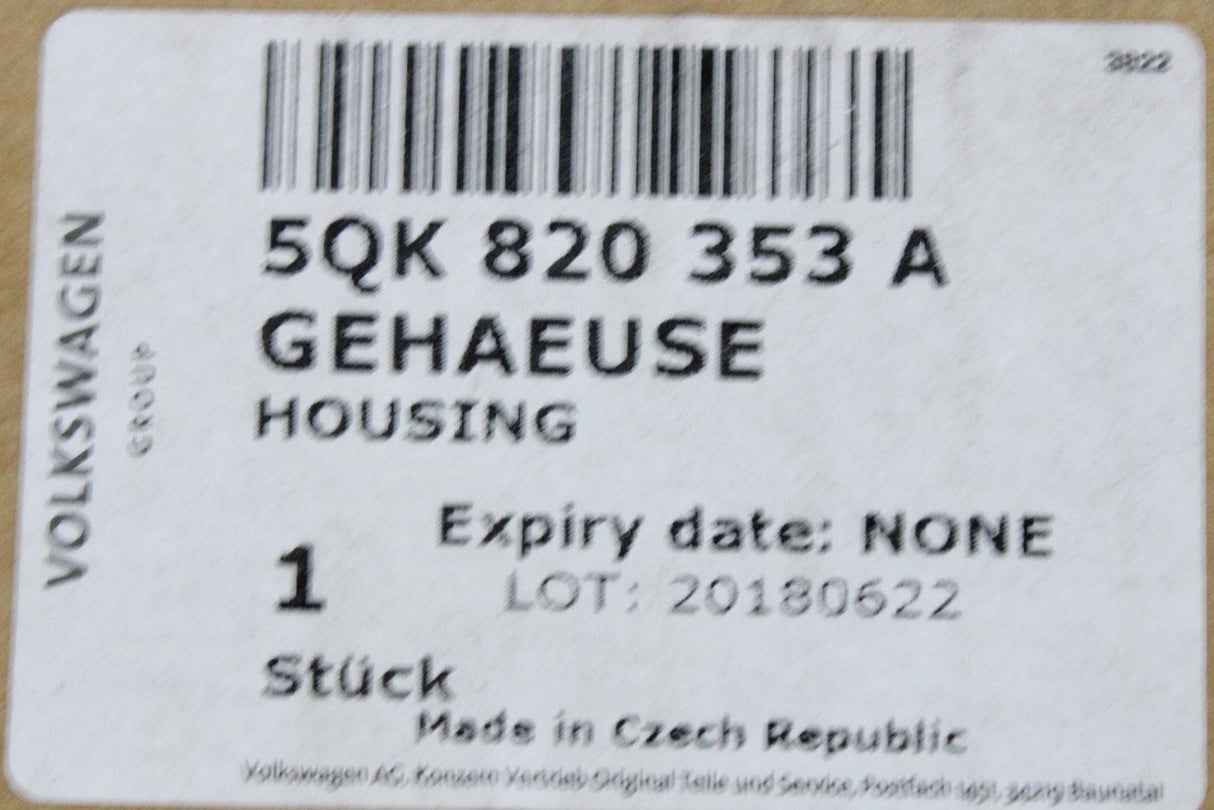 3822
5QK 820 353 A
GEHAEUSE
HOUSING
VOLKSWAGEN
GROUP
Expiry date: NONE
1
LOT: 20180622
Stück
Made in Czech Republic
Volkswagen AG, Konzern Vertrieb Original Teile und Service, Postfach 1451, 34219 Baunatal